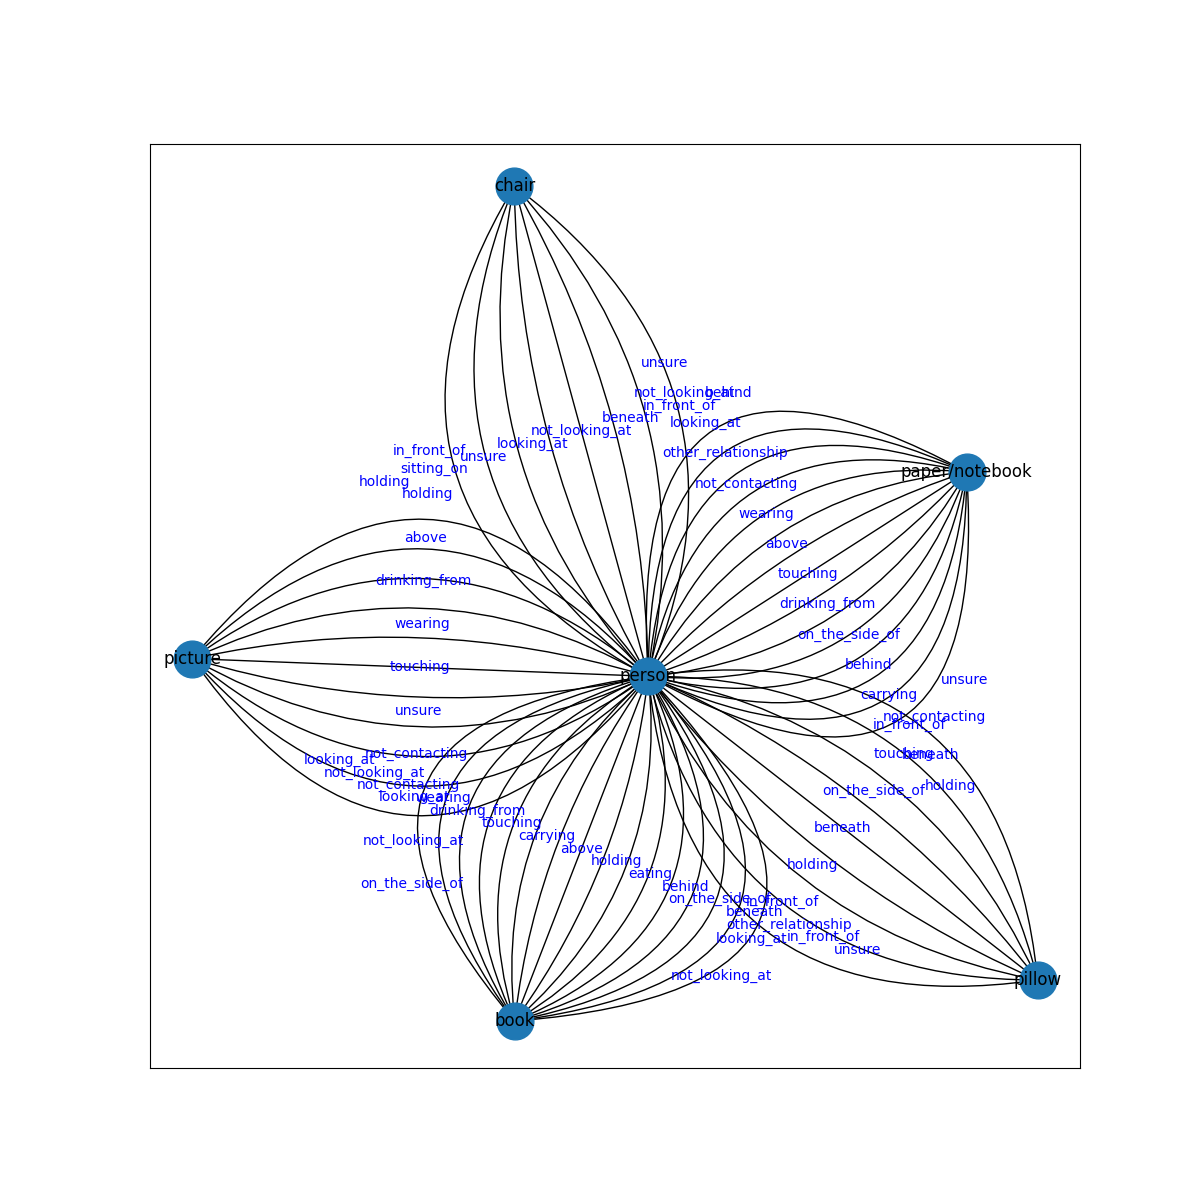 chair
unsure
not_looking_at
behind
in_front_of
beneath
looking_at
not_looking_at
looking_at
in_front_of
unsure
other_relationship
sitting_on
paper/notebook
holding
not_contacting
holding
wearing
above
above
touching
drinking_from
drinking_from
wearing
on_the_side_of
picture
touching
behind
person
unsure
carrying
unsure
not_contacting
in_front_of
not_contacting
touching
beneath
looking_at
not_looking_at
not_contacting
holding
on_the_side_of
looking_at
wearing
drinking_from
touching
beneath
carrying
not_looking_at
above
holding
holding
eating
on_the_side_of
behind
on_the_side_of
in_front_of
beneath
other_relationship
looking_at
in_front_of
unsure
not_looking_at
pillow
book